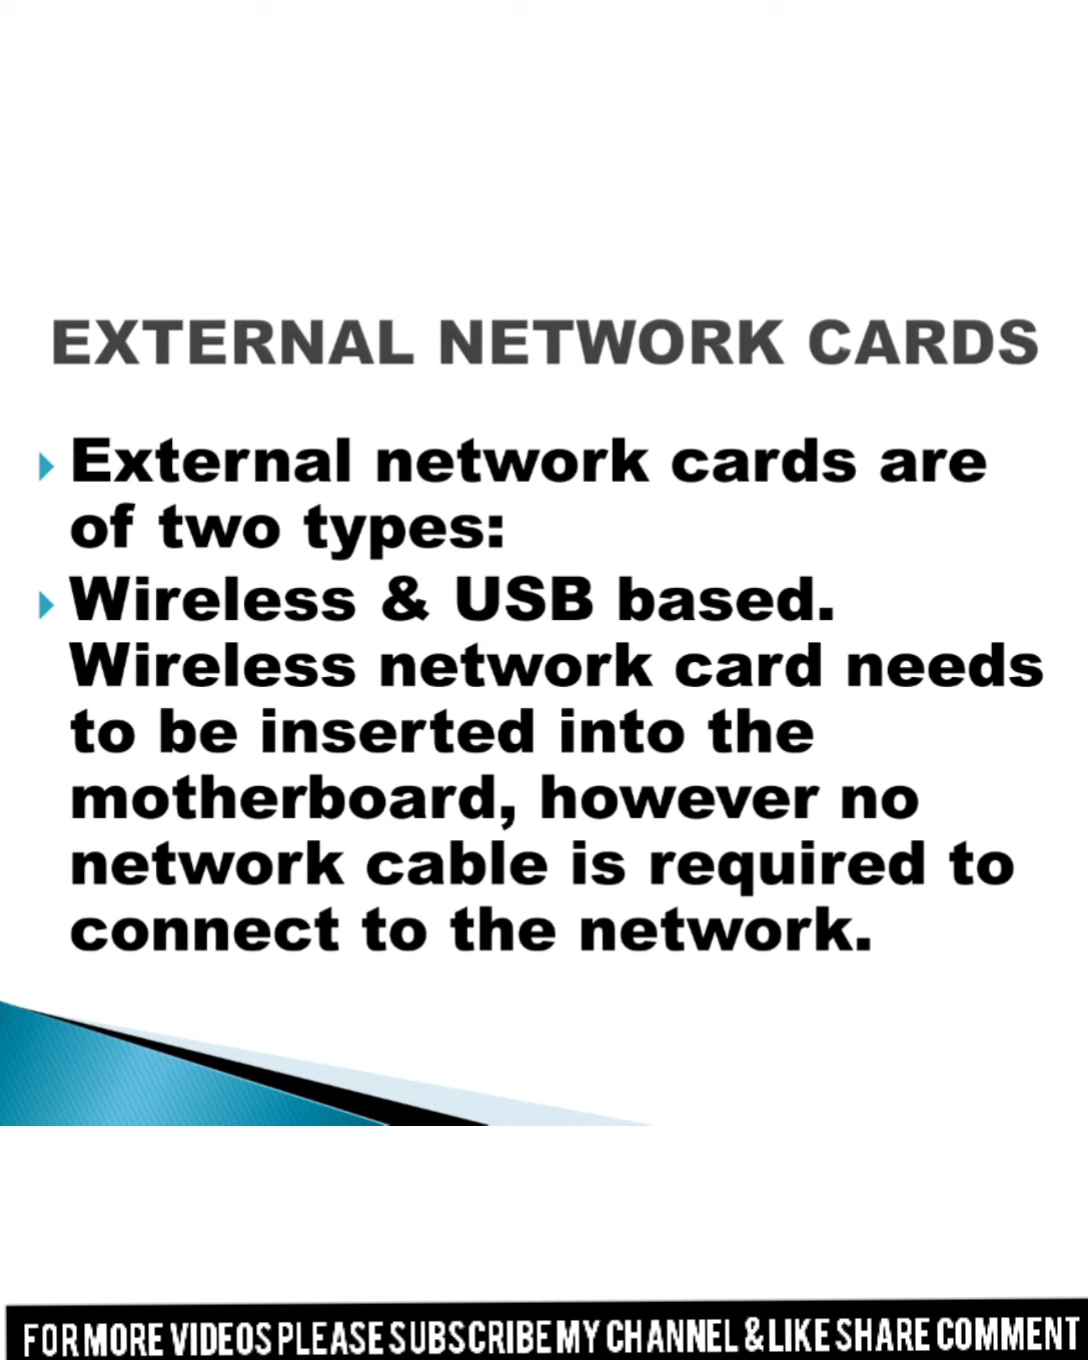 EXTERNAL NETWORK CARDS
External network cards are
of two types:
Wireless & USB based.
Wireless network card needs
to be inserted into the
motherboard, however no
network cable is required to
connect to the network.
FOR MORE VIDEOS PLEASE SUBSCRIBE MY CHANNEL & LIKE SHARE COMMENT